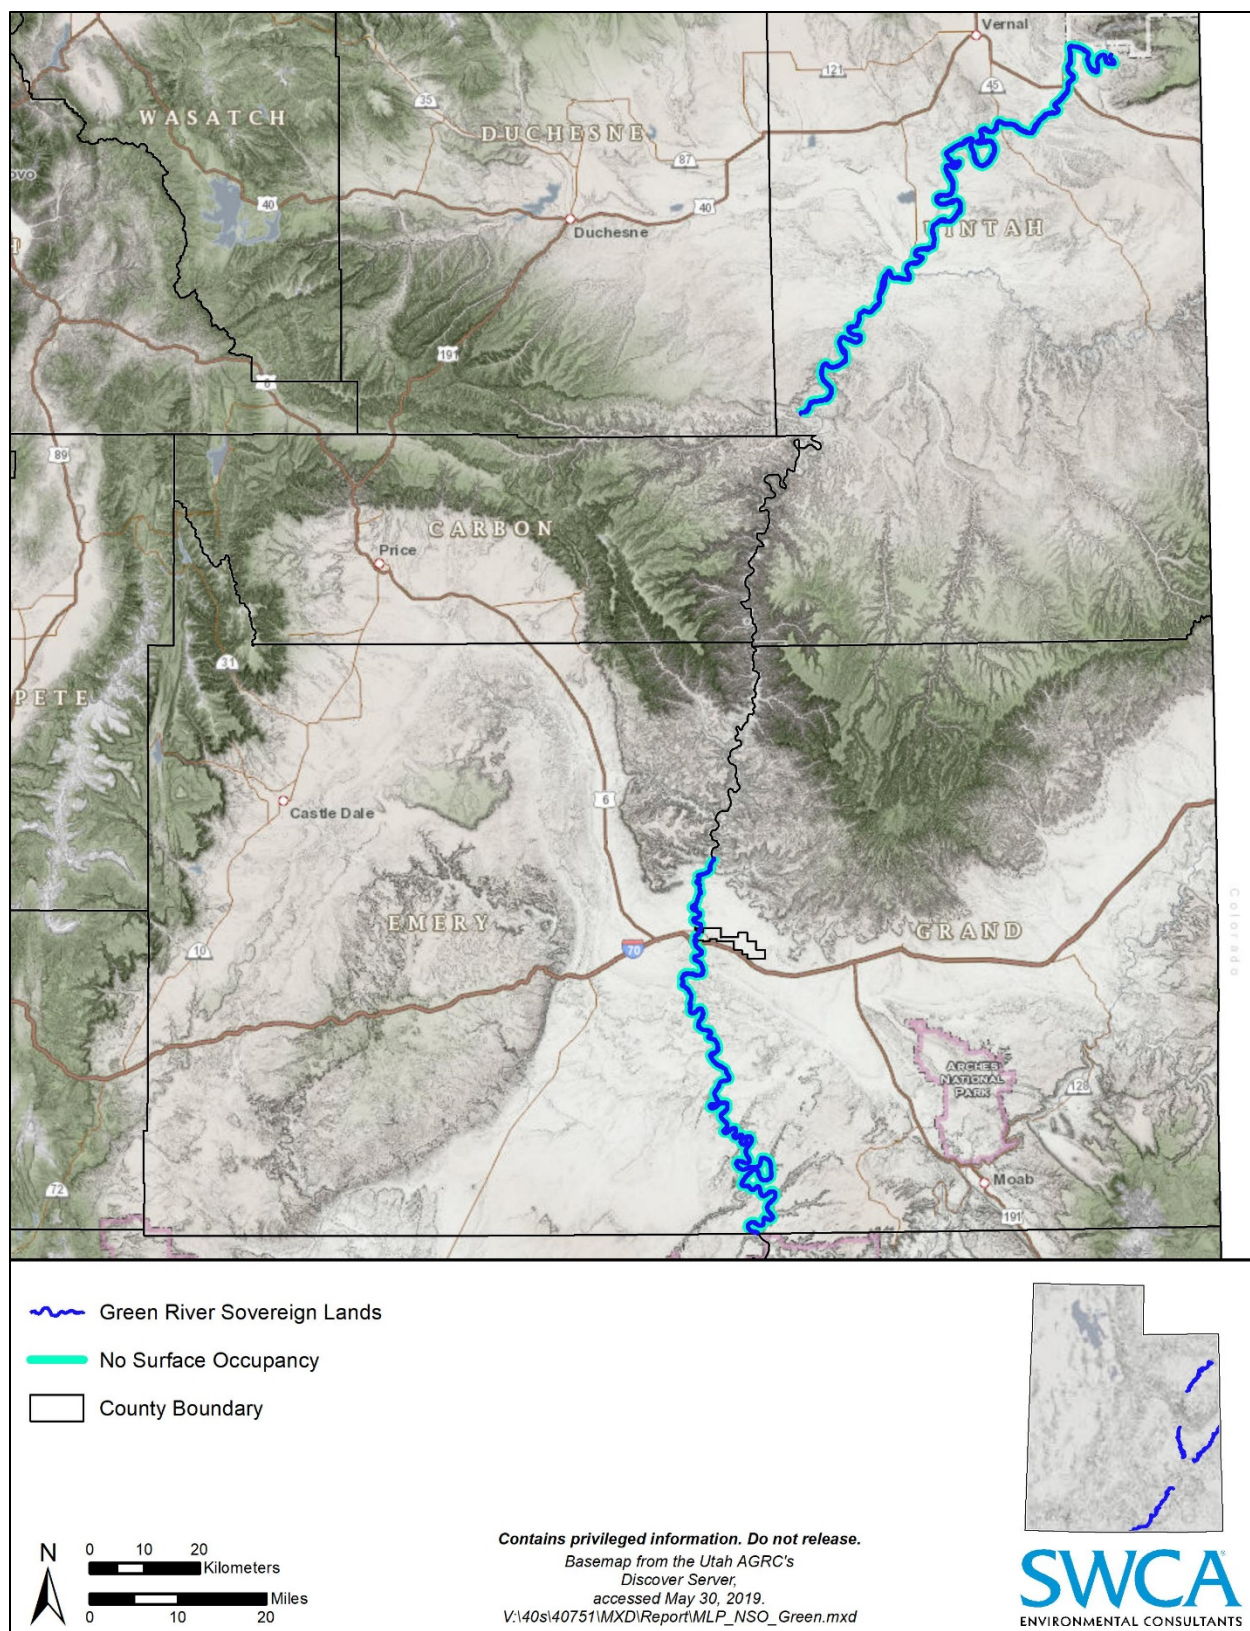 Vernal
121
45
35
WASATCH
DUCHESNE
87
ovo
40
40
Duchesne
UINTAH
191
6
89
CARBON
Price
31
PETE
6
Castle Dale
EMERY
GRAND
Colorado
10
70
ARCHES
NATIONAL
PARK
128
72
Moab
191
Green River Sovereign Lands
No Surface Occupancy
County Boundary
N
0 10 20
Kilometers
Miles
0 10 20
Contains privileged information. Do not release.
Basemap from the Utah AGRC's
Discover Server,
accessed May 30, 2019.
V:\40s\40751\MXD\Report\MLP_NSO_Green.mxd
SWCA
ENVIRONMENTAL CONSULTANTS